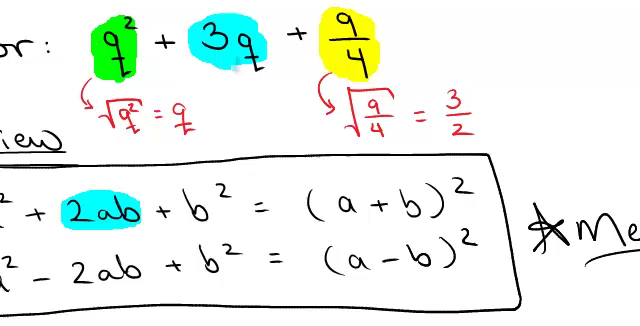 or: q² + 3q + 9/4
√q² = q √9/4 = 3/2
iew
² + 2ab + b² = (a + b)²
a² - 2ab + b² = (a - b)²
*Me